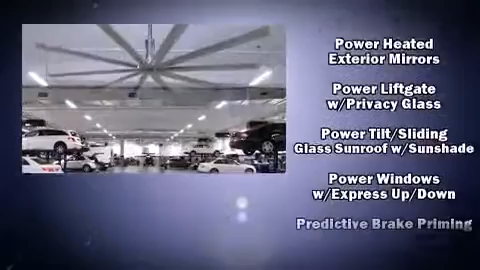 Power Heated
Exterior Mirrors
Power Liftgate
w/Privacy Glass
Power Tilt/Sliding
Glass Sunroof w/Sunshade
Power Windows
w/Express Up/Down
Predictive Brake Priming